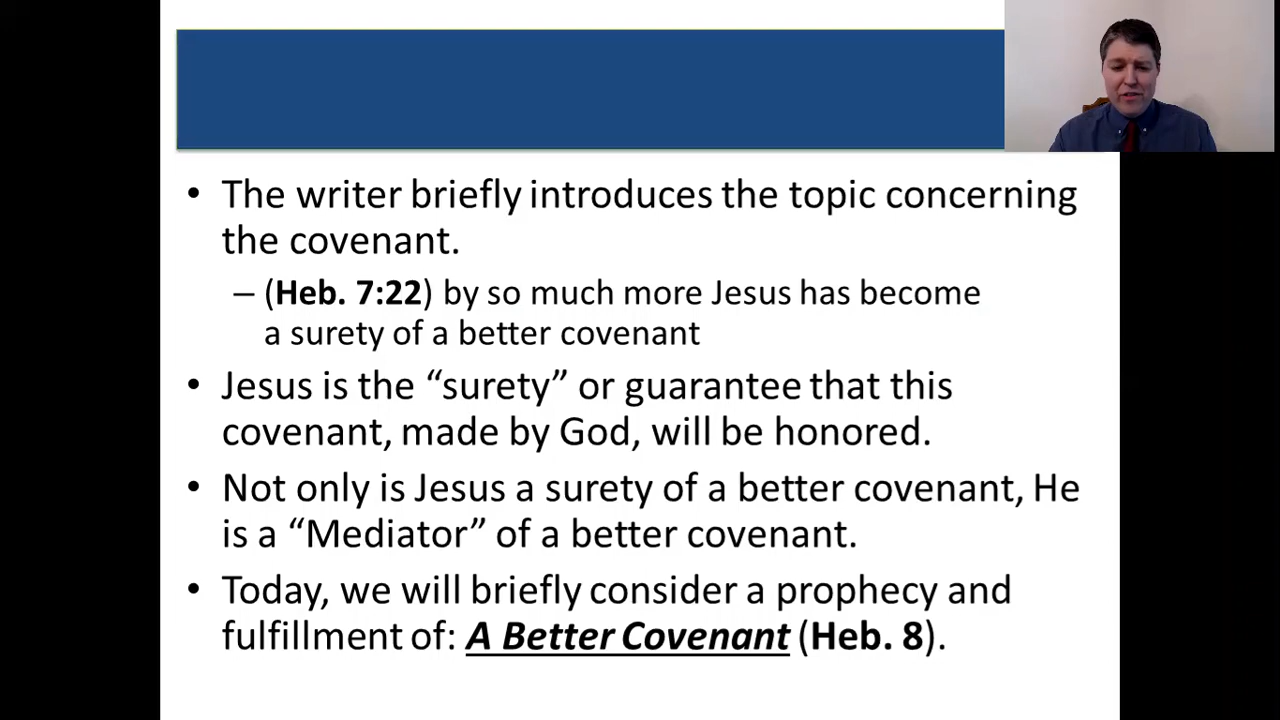 • The writer briefly introduces the topic concerning
the covenant.
– (Heb. 7:22) by so much more Jesus has become
a surety of a better covenant
• Jesus is the “surety” or guarantee that this
covenant, made by God, will be honored.
• Not only is Jesus a surety of a better covenant, He
is a “Mediator” of a better covenant.
• Today, we will briefly consider a prophecy and
fulfillment of: A Better Covenant (Heb. 8).